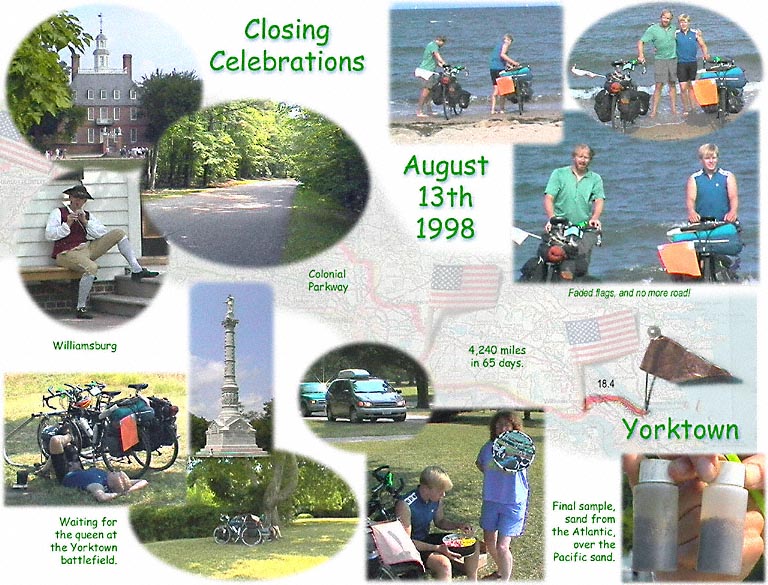 Closing
Celebrations
August
13th
1998
Faded flags, and no more road!
Colonial
Parkway
Williamsburg
4,240 miles
in 65 days.
18.4
Yorktown
Waiting for
the queen at
the Yorktown
battlefield.
Final sample,
sand from
the Atlantic,
over the
Pacific sand.